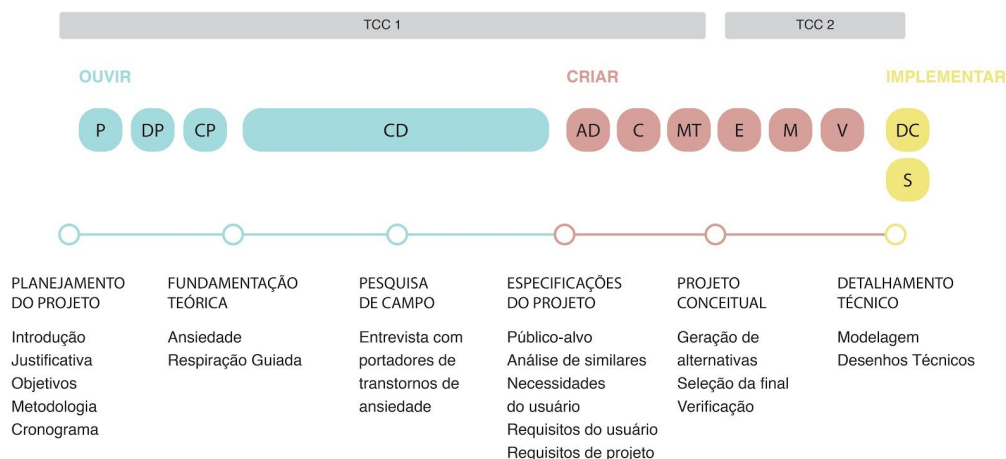 TCC 1
TCC 2
OUVIR
CRIAR
IMPLEMENTAR
P
DP
CP
CD
AD
C
MT
E
M
V
DC
S
PLANEJAMENTO
DO PROJETO
Introdução
Justificativa
Objetivos
Metodologia
Cronograma
FUNDAMENTAÇÃO
TEÓRICA
Ansiedade
Respiração Guiada
PESQUISA
DE CAMPO
Entrevista com
portadores de
transtornos de
ansiedade
ESPECIFICAÇÕES
DO PROJETO
Público-alvo
Análise de similares
Necessidades
do usuário
Requisitos do usuário
Requisitos de projeto
PROJETO
CONCEITUAL
Geração de
alternativas
Seleção da final
Verificação
DETALHAMENTO
TÉCNICO
Modelagem
Desenhos Técnicos